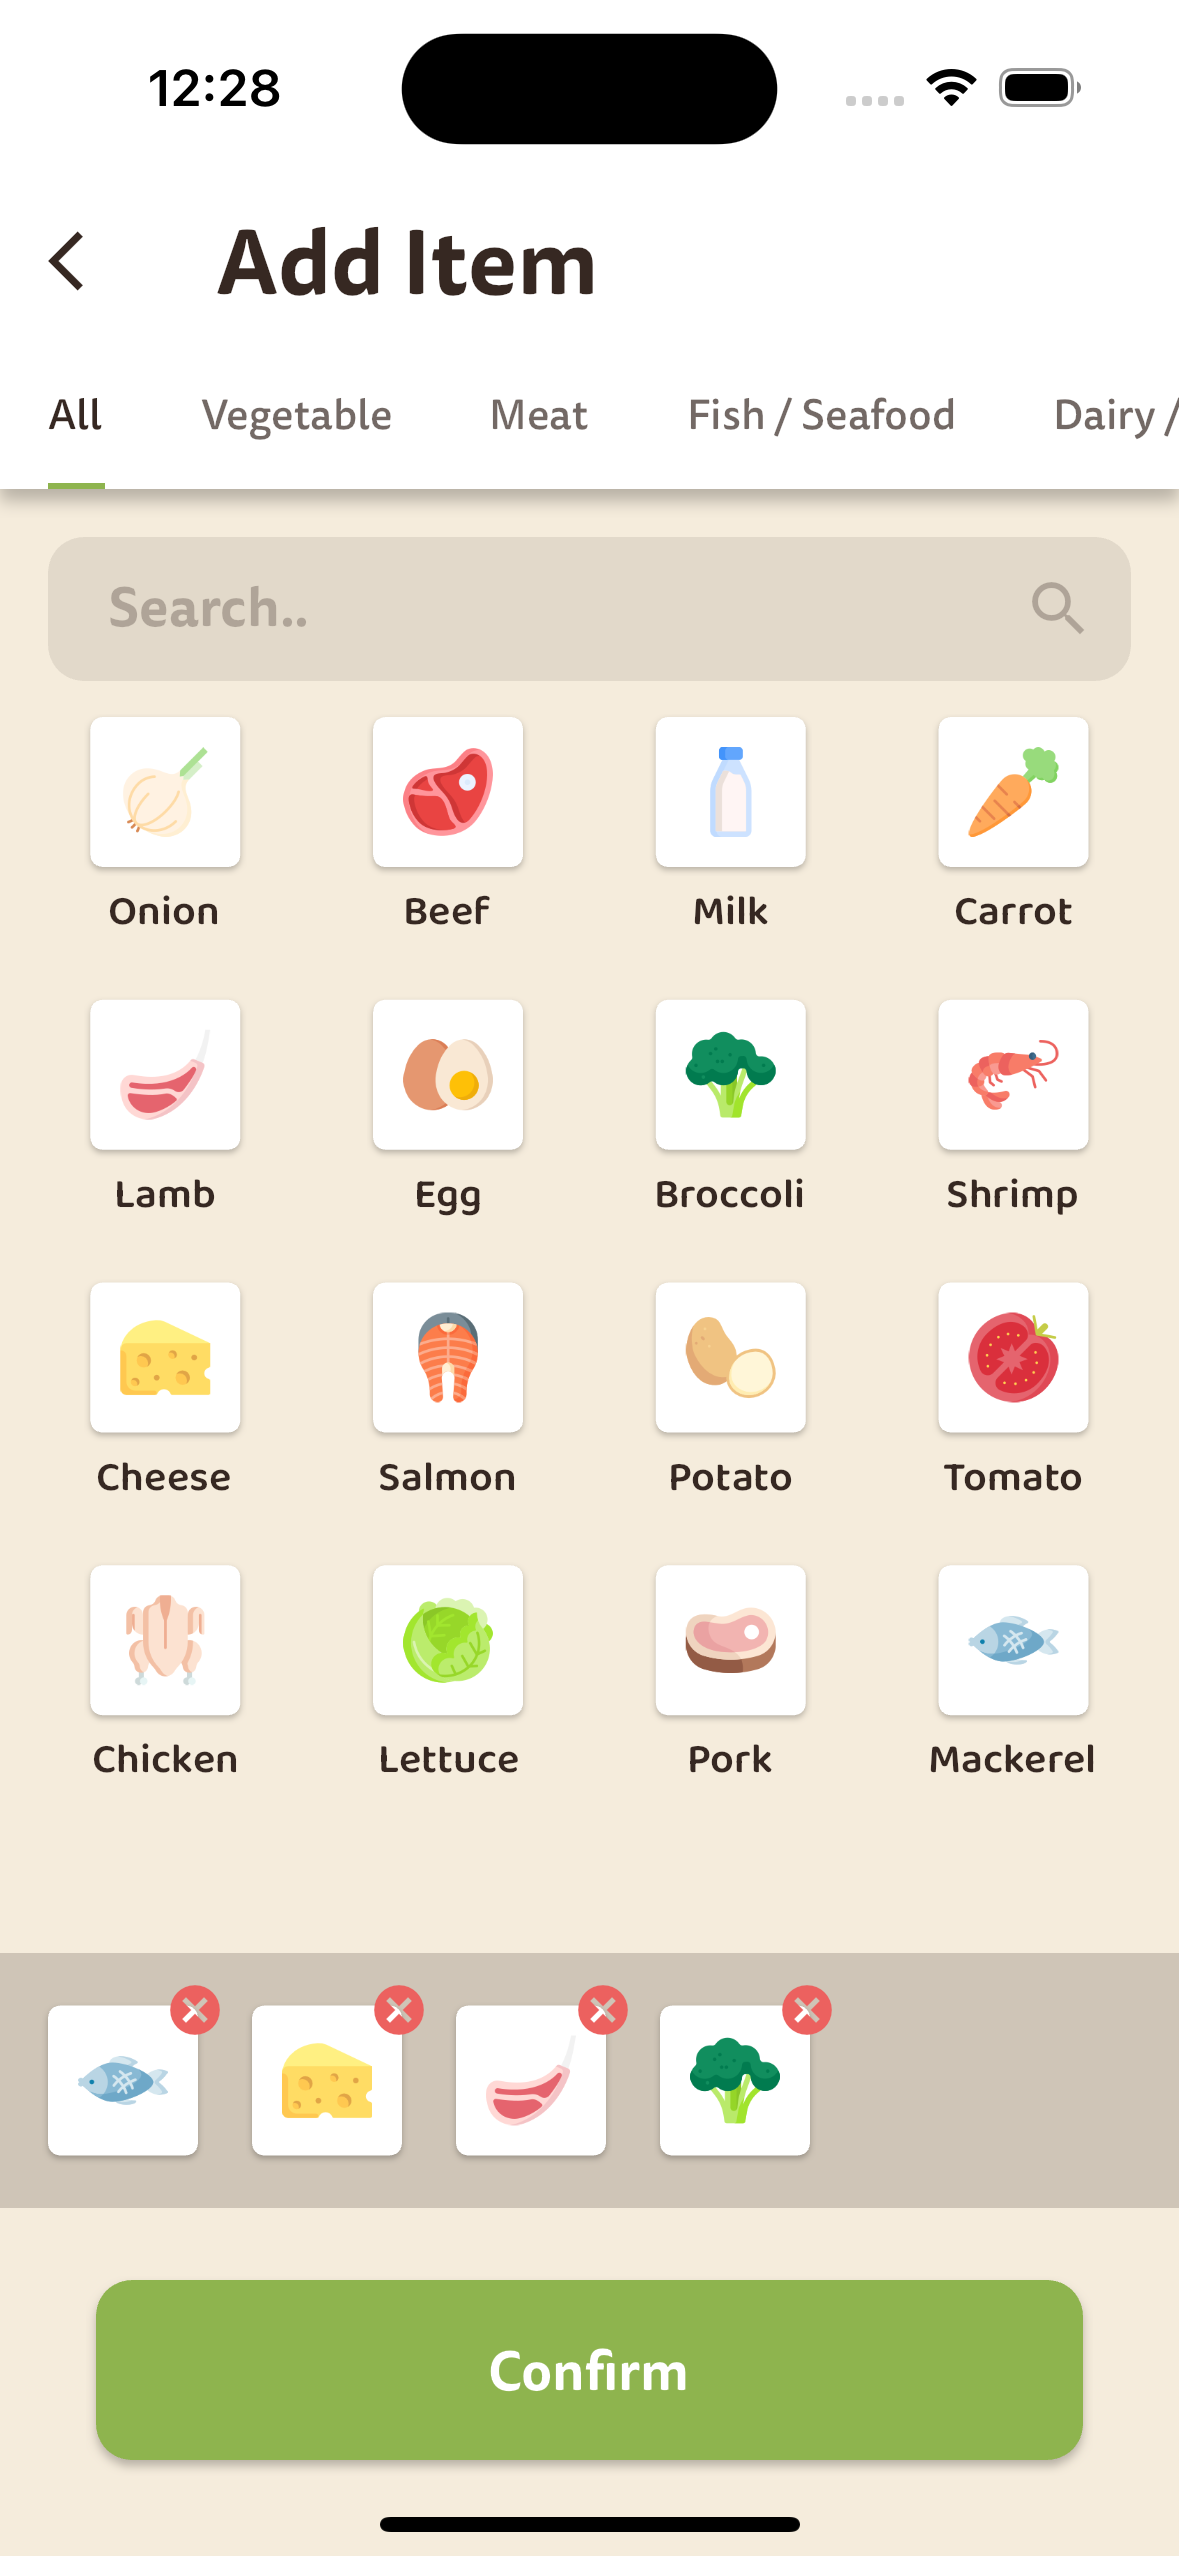 12:28
Add Item
All Vegetable Meat Fish / Seafood Dairy /
Search..
Onion Beef Milk Carrot
Lamb Egg Broccoli Shrimp
Cheese Salmon Potato Tomato
Chicken Lettuce Pork Mackerel
Confirm